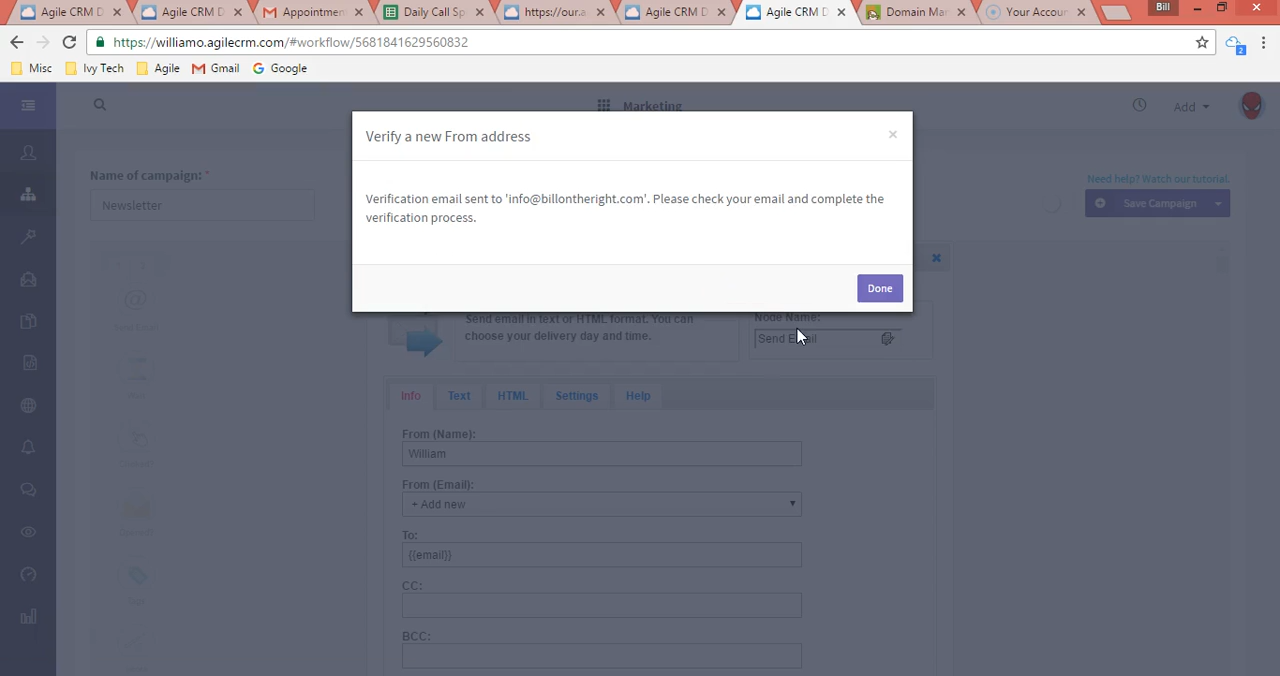 Agile CRM D
Agile CRM D
Appointment
Daily Call Sp
https://our.a
Agile CRM D
Agile CRM D
Domain Mar
Your Accoun
Bill
https://williamo.agilecrm.com/#workflow/5681841629560832
2
Misc
Ivy Tech
Agile
Gmail
Google
Marketing
Add
Verify a new From address
×
Verification email sent to 'info@billontheright.com'. Please check your email and complete the
verification process.
Done
Name of campaign: *
Newsletter
Need help? Watch our tutorial.
Save Campaign
Send email in text or HTML format. You can
choose your delivery day and time.
Node Name:
Send Email
Info
Text
HTML
Settings
Help
From (Name):
William
From (Email):
+ Add new
To:
{{email}}
CC:
BCC: